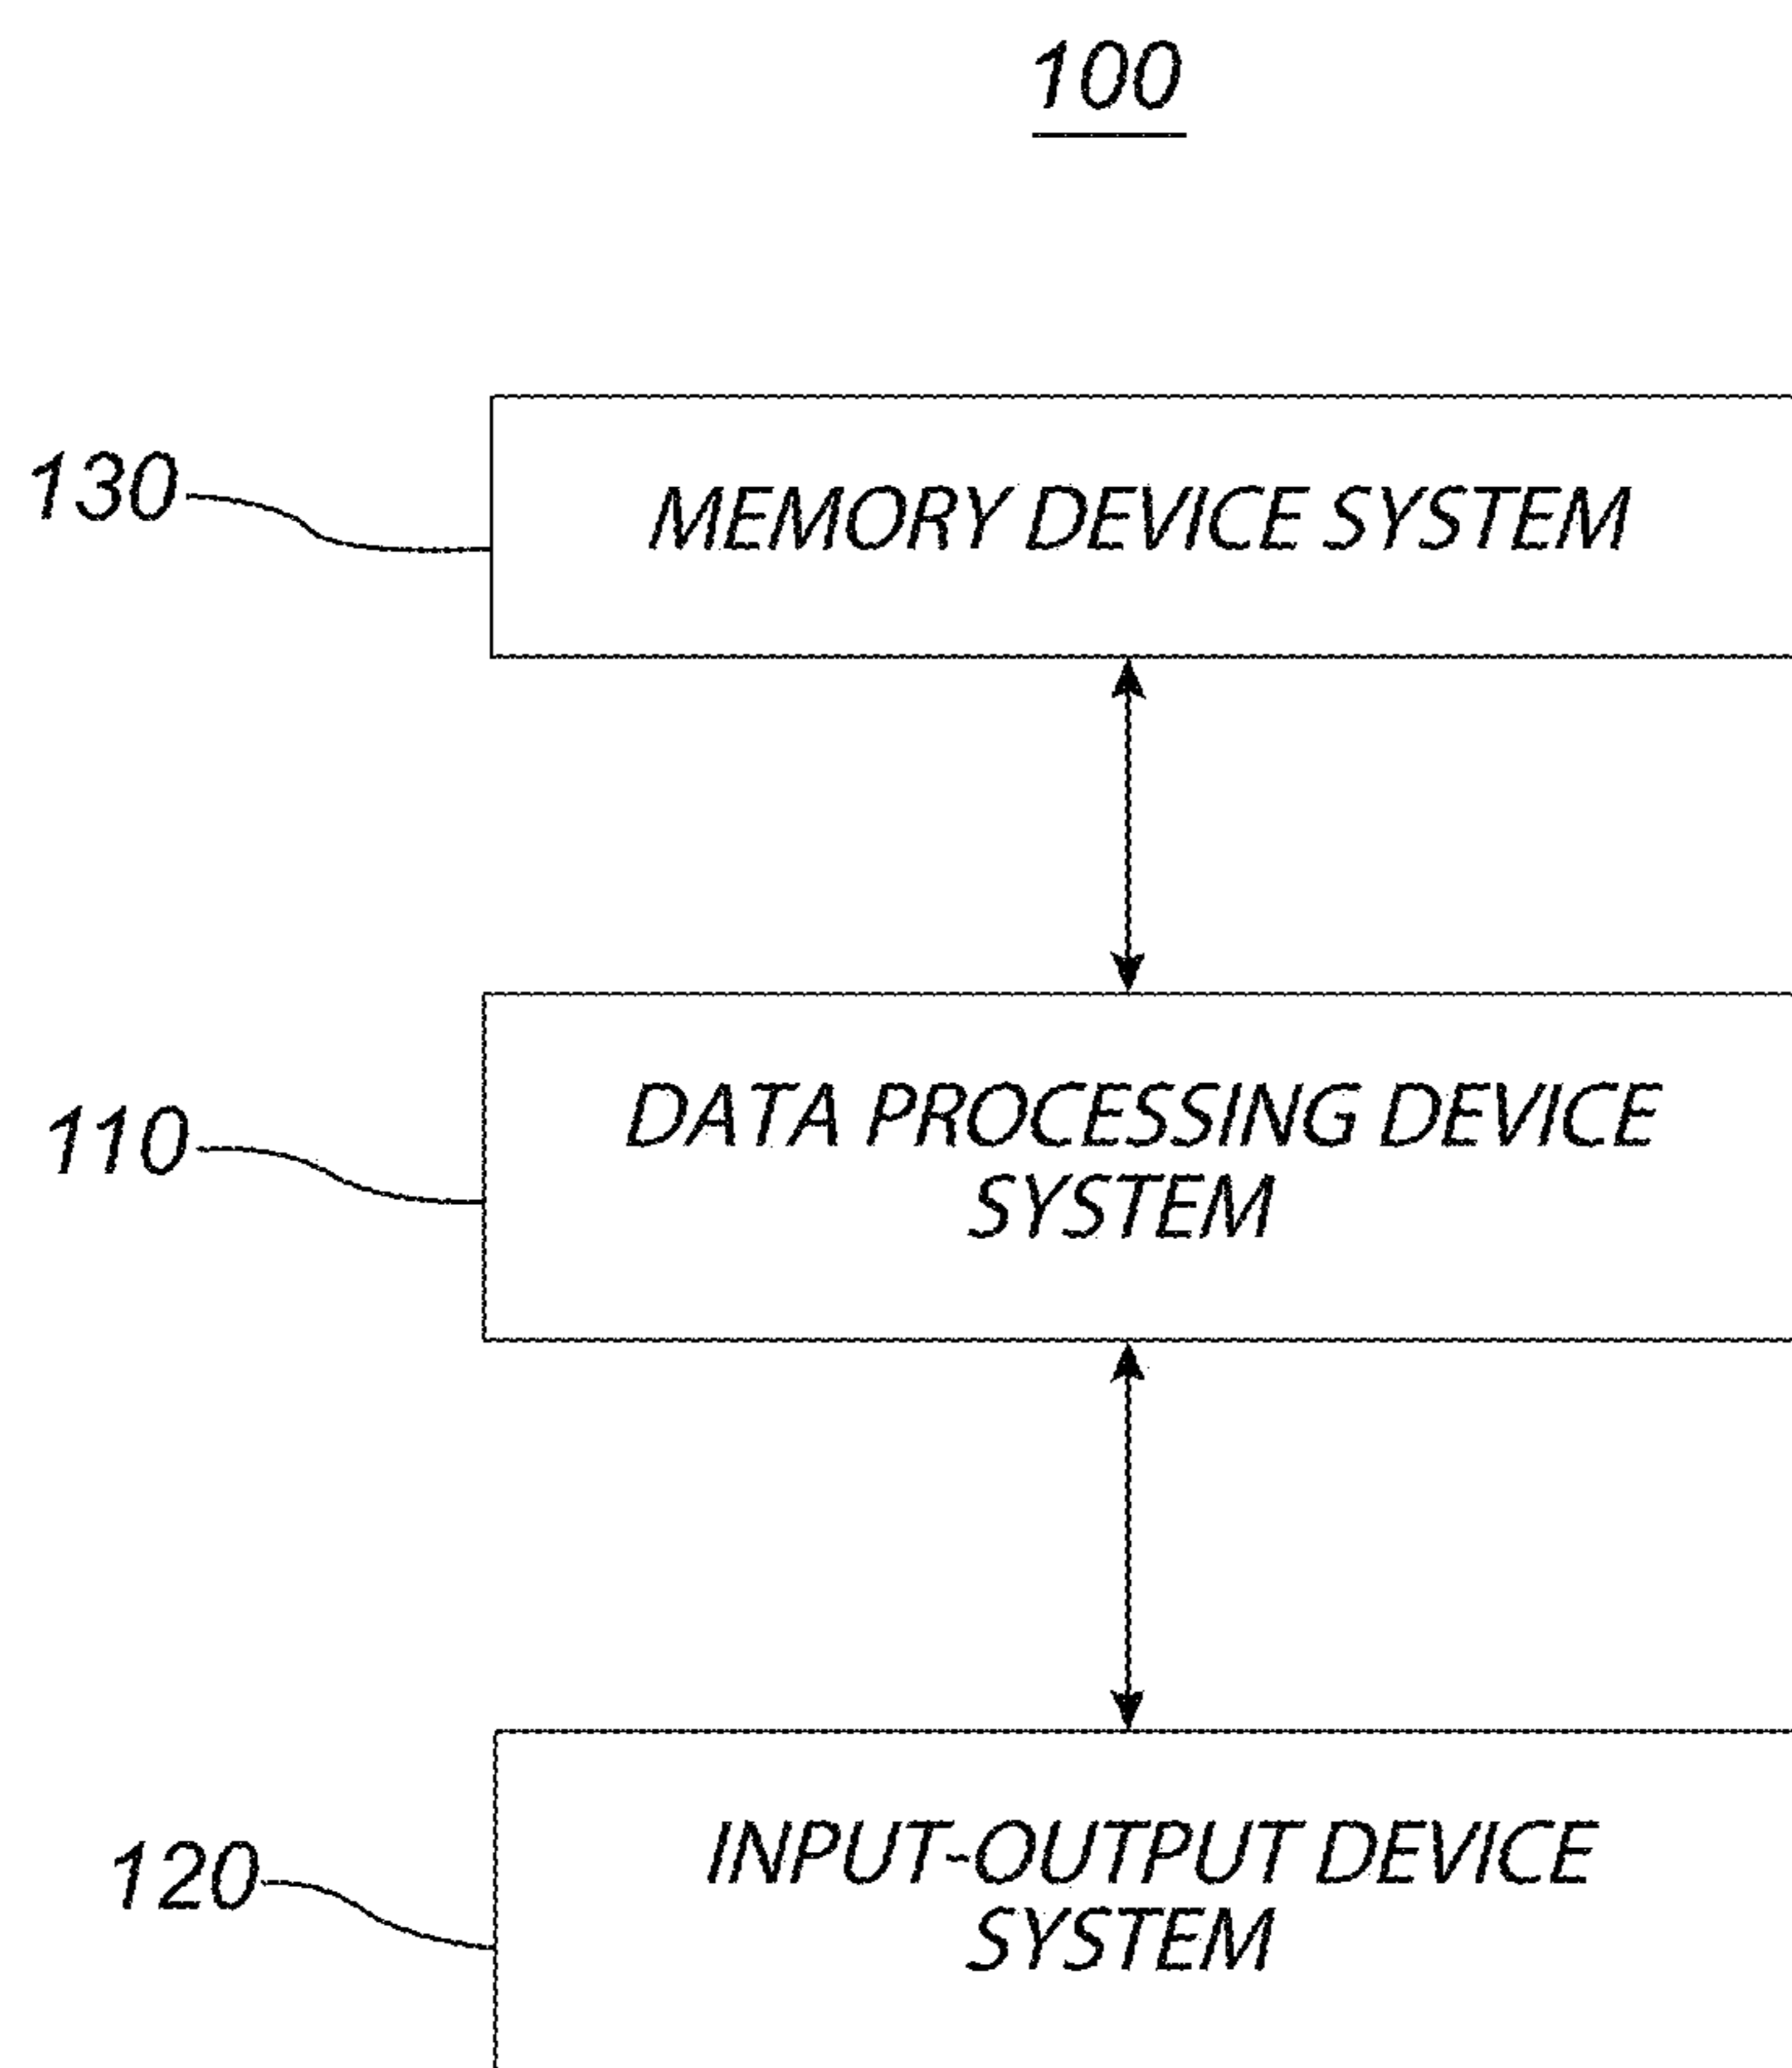 100
130
MEMORY DEVICE SYSTEM
110
DATA PROCESSING DEVICE
SYSTEM
120
INPUT-OUTPUT DEVICE
SYSTEM